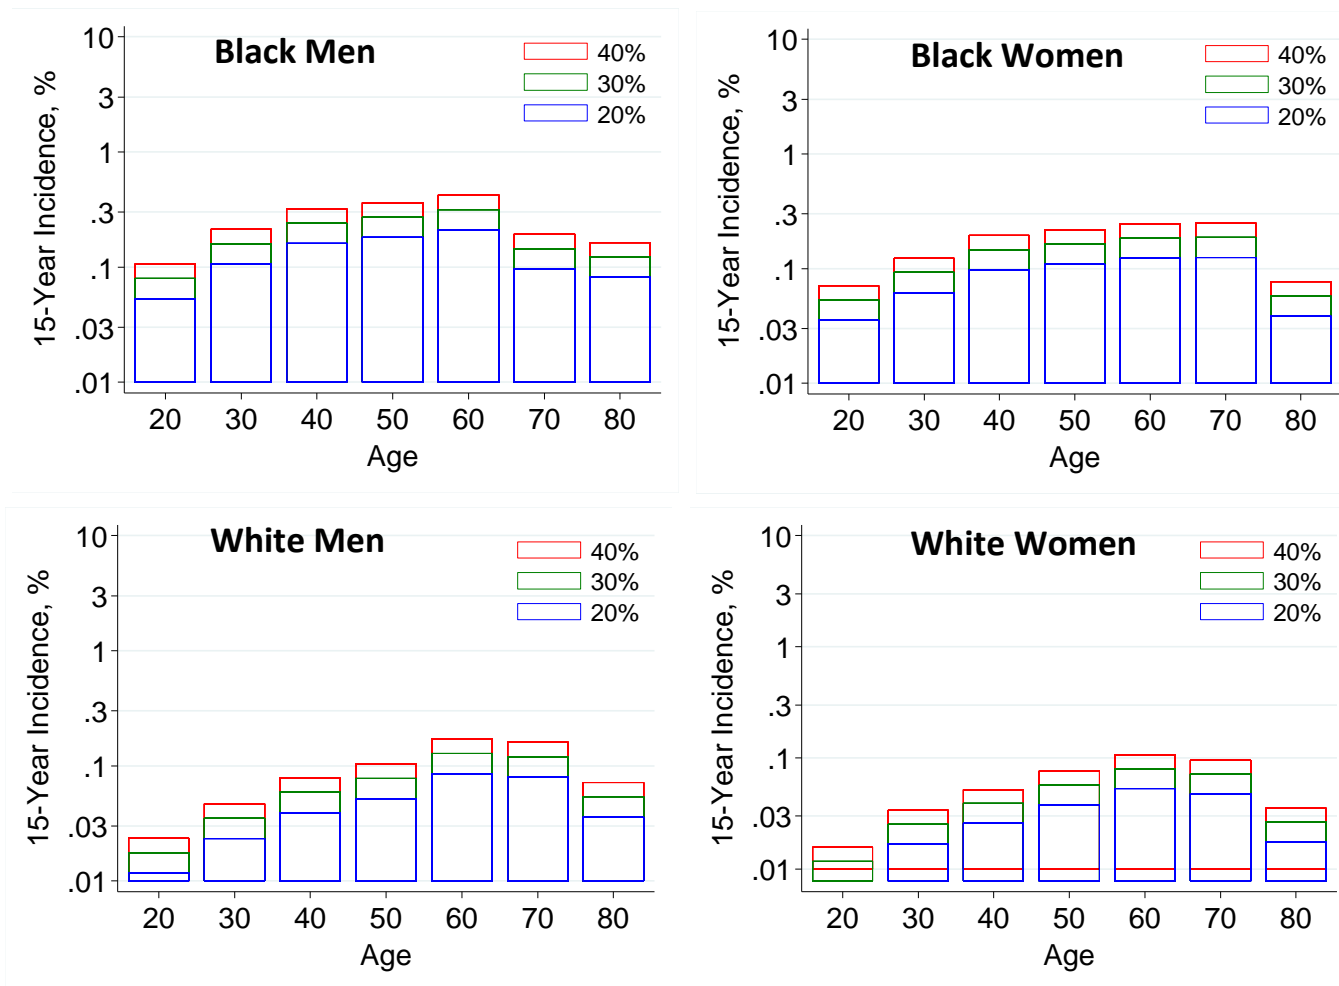 Black Men
40%
30%
20%
10
3
1
.3
.1
.03
.01
15-Year Incidence, %
20 30 40 50 60 70 80
Age
Black Women
40%
30%
20%
10
3
1
.3
.1
.03
.01
15-Year Incidence, %
20 30 40 50 60 70 80
Age
White Men
40%
30%
20%
10
3
1
.3
.1
.03
.01
15-Year Incidence, %
20 30 40 50 60 70 80
Age
White Women
40%
30%
20%
10
3
1
.3
.1
.03
.01
15-Year Incidence, %
20 30 40 50 60 70 80
Age